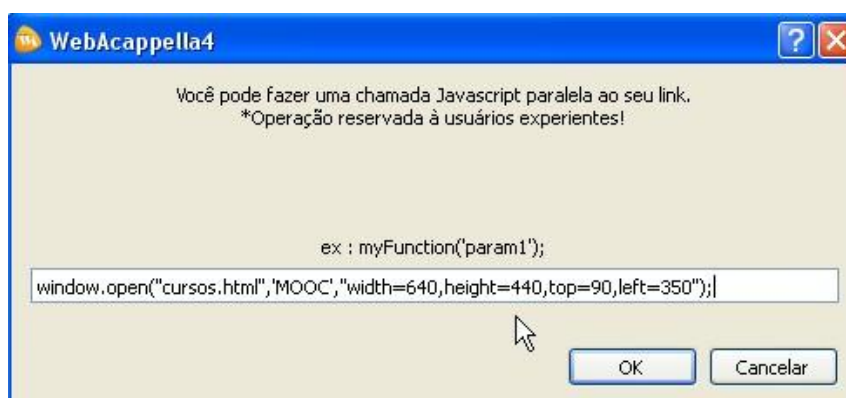 WebAcappella4
Você pode fazer uma chamada Javascript paralela ao seu link.
*Operação reservada à usuários experientes!
ex : myFunction('param1');
window.open("cursos.html",'MOOC',"width=640,height=440,top=90,left=350");
OK Cancelar